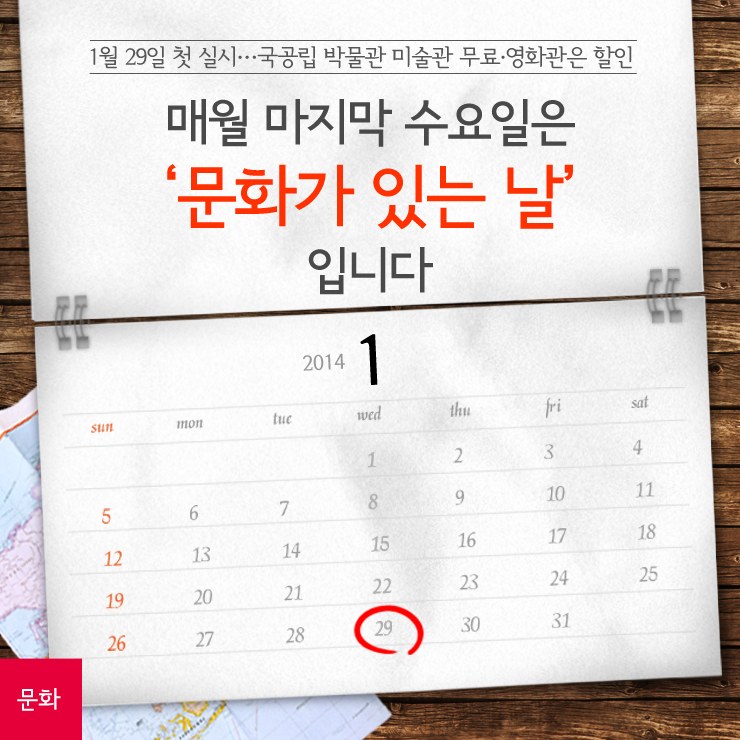 1월 29일 첫 실시…국공립 박물관 미술관 무료·영화관은 할인
매월 마지막 수요일은
‘문화가 있는 날’
입니다
2014 1
sun mon tue wed thu fri sat
1 2 3 4
5 6 7 8 9 10 11
12 13 14 15 16 17 18
19 20 21 22 23 24 25
26 27 28 29 30 31
문화